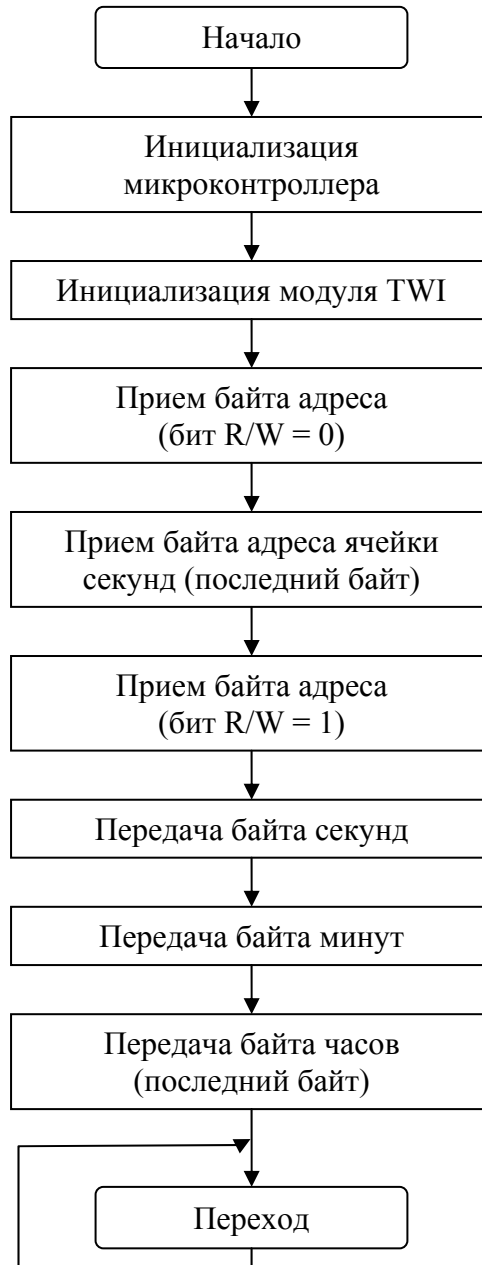 Начало
Инициализация
микроконтроллера
Инициализация модуля TWI
Прием байта адреса
(бит R/W = 0)
Прием байта адреса ячейки
секунд (последний байт)
Прием байта адреса
(бит R/W = 1)
Передача байта секунд
Передача байта минут
Передача байта часов
(последний байт)
Переход